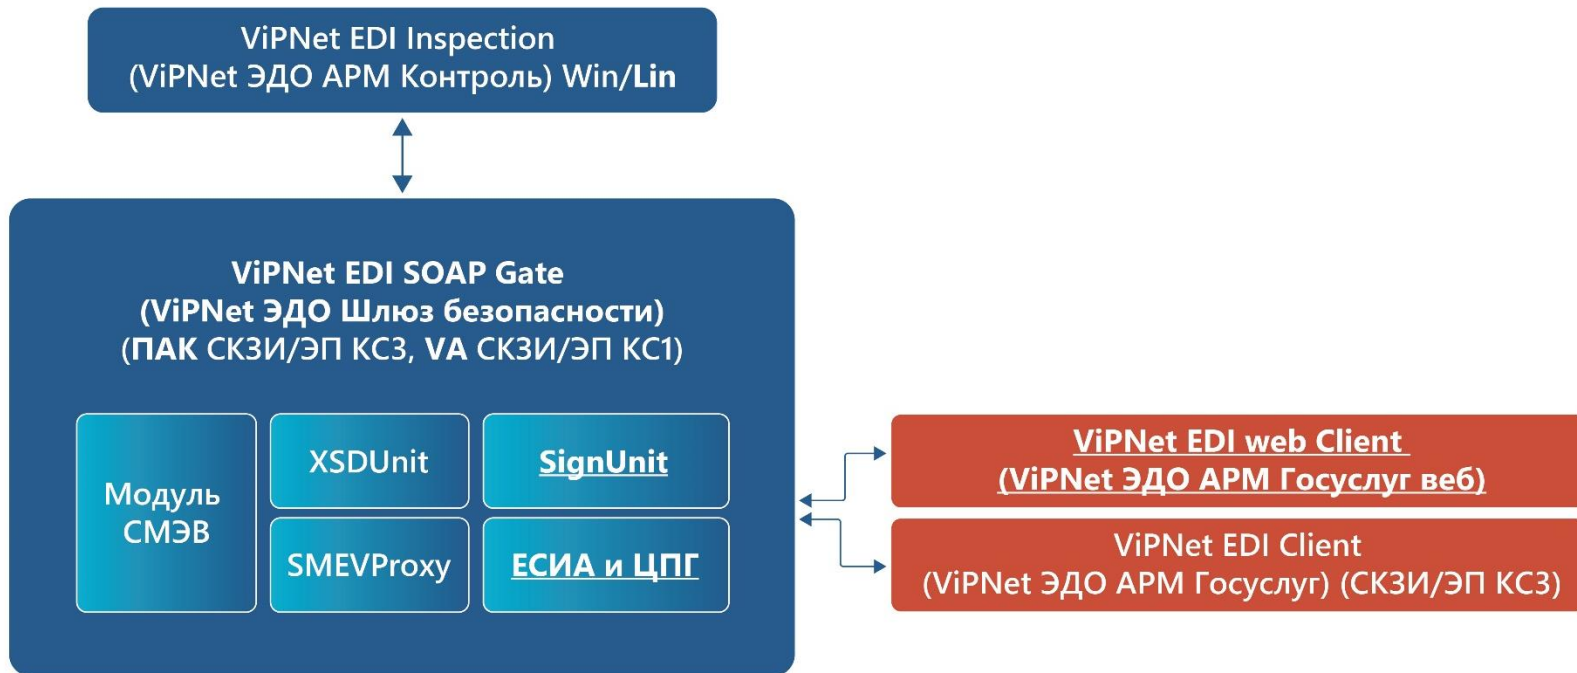 ViPNet EDI Inspection
(ViPNet ЭДО АРМ Контроль) Win/Lin
ViPNet EDI SOAP Gate
(ViPNet ЭДО Шлюз безопасности)
(ПАК СКЗИ/ЭП КС3, VA СКЗИ/ЭП КС1)
Модуль
СМЭВ
XSDUnit
SignUnit
SMEVProxy
ЕСИА и ЦПГ
ViPNet EDI web Client
(ViPNet ЭДО АРМ Госуслуг веб)
ViPNet EDI Client
(ViPNet ЭДО АРМ Госуслуг) (СКЗИ/ЭП КС3)